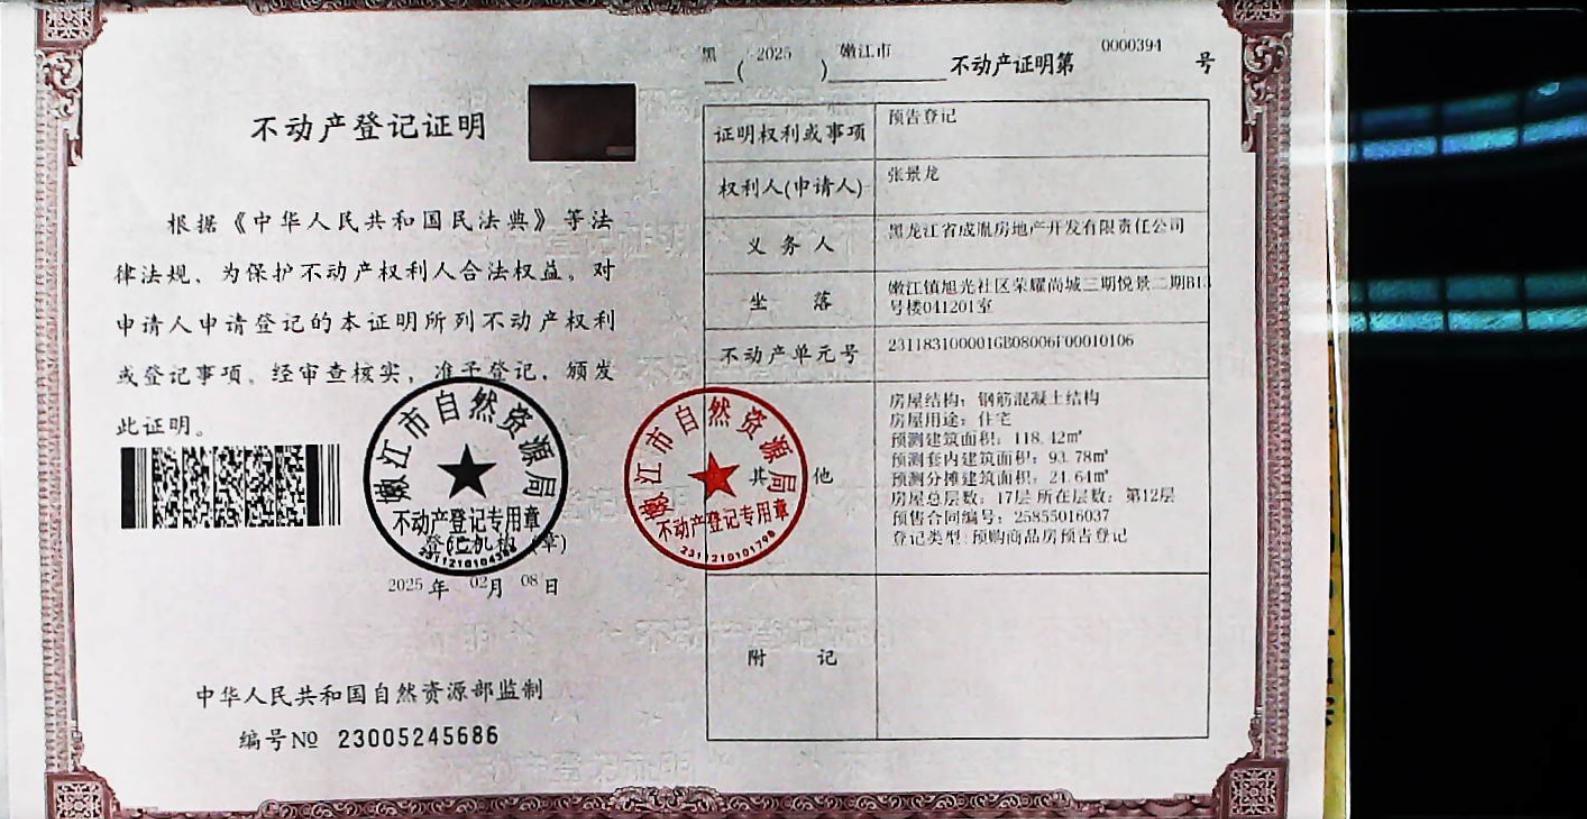 黑(2025)嫩江市 不动产证明第 0000394 号
不动产登记证明
根据《中华人民共和国民法典》等法
律法规，为保护不动产权利人合法权益，对
申请人申请登记的本证明所列不动产权利
或登记事项，经审查核实，准予登记，颁发
此证明。
嫩江市自然资源局
不动产登记专用章
登记机构（章）
2025年 02月 08日
中华人民共和国自然资源部监制
编号№ 23005245686
证明权利或事项 预告登记
权利人(申请人) 张景龙
义务人 黑龙江省成胤房地产开发有限责任公司
坐落 嫩江镇旭光社区荣耀尚城三期悦景二期B13
号楼041201室
不动产单元号 231183100001GB08006F00010106
其他
房屋结构：钢筋混凝土结构
房屋用途：住宅
预测建筑面积：118.42㎡
预测套内建筑面积：93.78㎡
预测分摊建筑面积：24.64㎡
房屋总层数：17层 所在层数：第12层
预售合同编号：25855016037
登记类型:预购商品房预告登记
嫩江市自然资源局
不动产登记专用章
2311210101798
附记